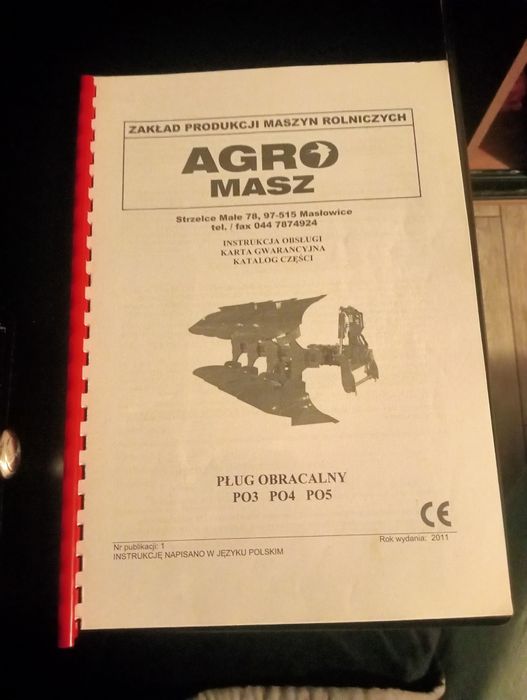 ZAKŁAD PRODUKCJI MASZYN ROLNICZYCH
AGRO
MASZ
Strzelce Małe 78, 97-515 Masłowice
tel. / fax 044 7874924
INSTRUKCJA OBSŁUGI
KARTA GWARANCYJNA
KATALOG CZĘŚCI
PŁUG OBRACALNY
PO3 PO4 PO5
CE
Nr publikacji: 1
Rok wydania: 2011
INSTRUKCJĘ NAPISANO W JĘZYKU POLSKIM